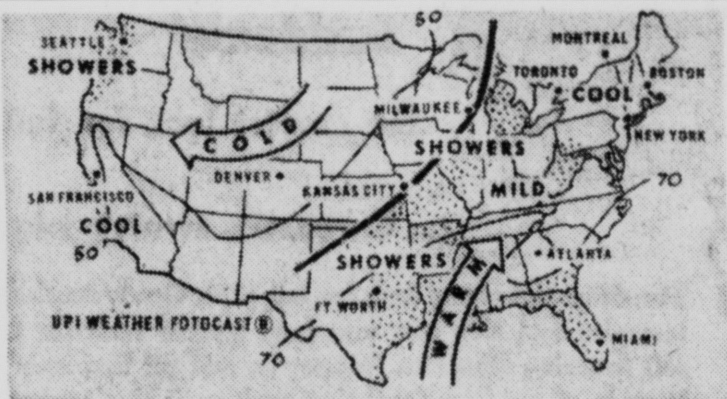 50
SEATTLE
SHOWERS
MONTREAL
TORONTO
BOSTON
COOL
MILWAUKEE
NEW YORK
COLD
SHOWERS
DENVER
KANSAS CITY
MILD
70
SAN FRANCISCO
COOL
50
ATLANTA
SHOWERS
WARM
FT. WORTH
UPI WEATHER FOTOCAST ®
70
MIAMI